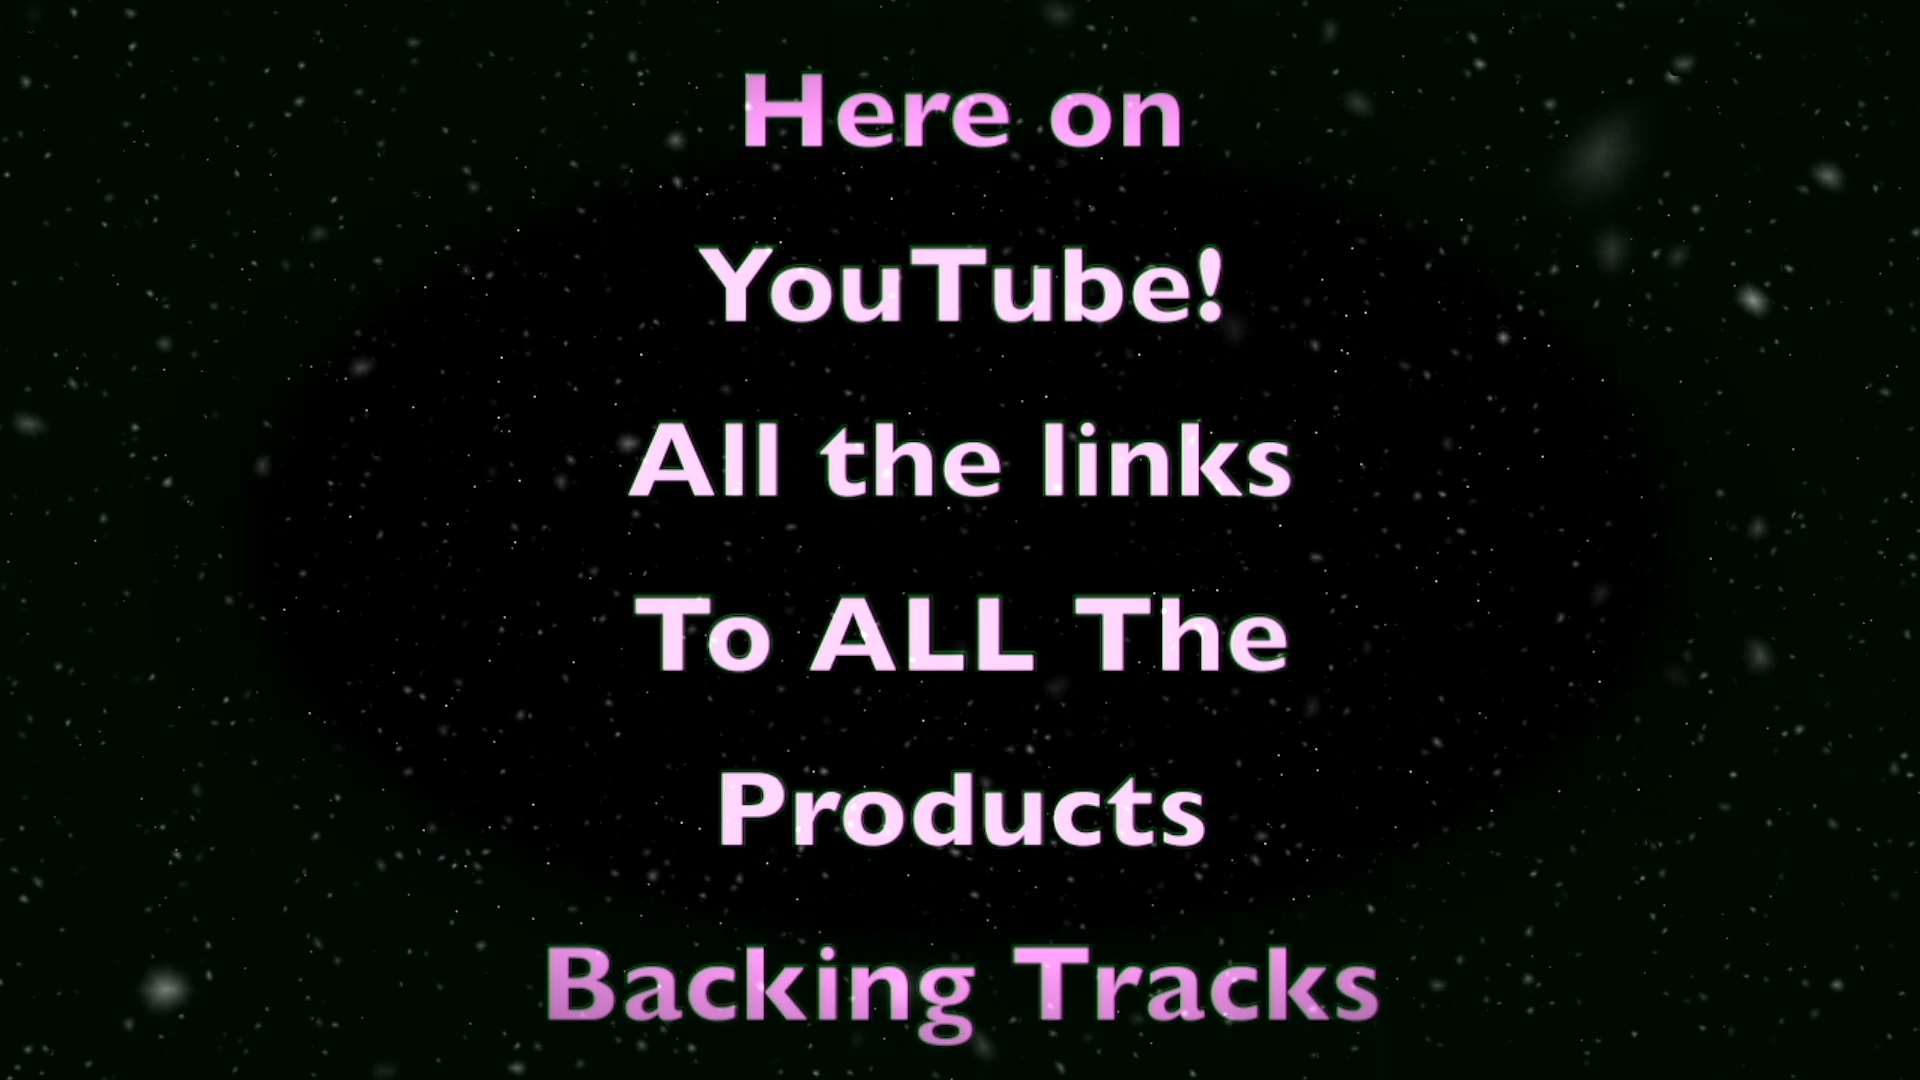 Here on
YouTube!
All the links
To ALL The
Products
Backing Tracks